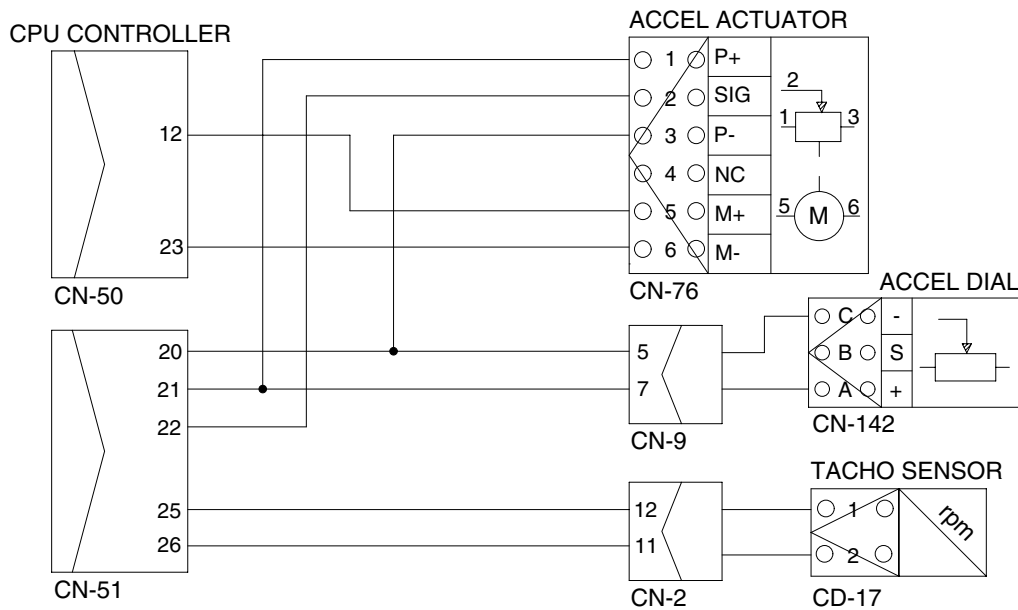 CPU CONTROLLER
12
23
CN-50
20
21
22
25
26
CN-51
ACCEL ACTUATOR
1 P+
2 SIG
3 P-
4 NC
5 M+
6 M-
2
1 3
5 M 6
CN-76
5
7
CN-9
ACCEL DIAL
C -
B S
A +
CN-142
12
11
CN-2
TACHO SENSOR
1
2
rpm
CD-17